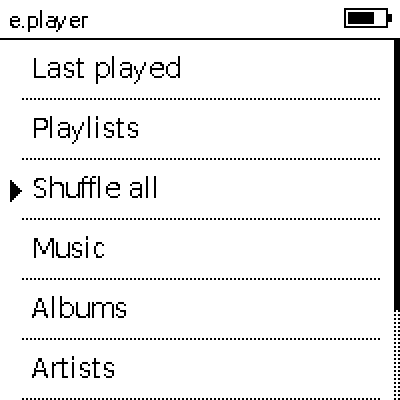 e.player
Last played
Playlists
Shuffle all
Music
Albums
Artists